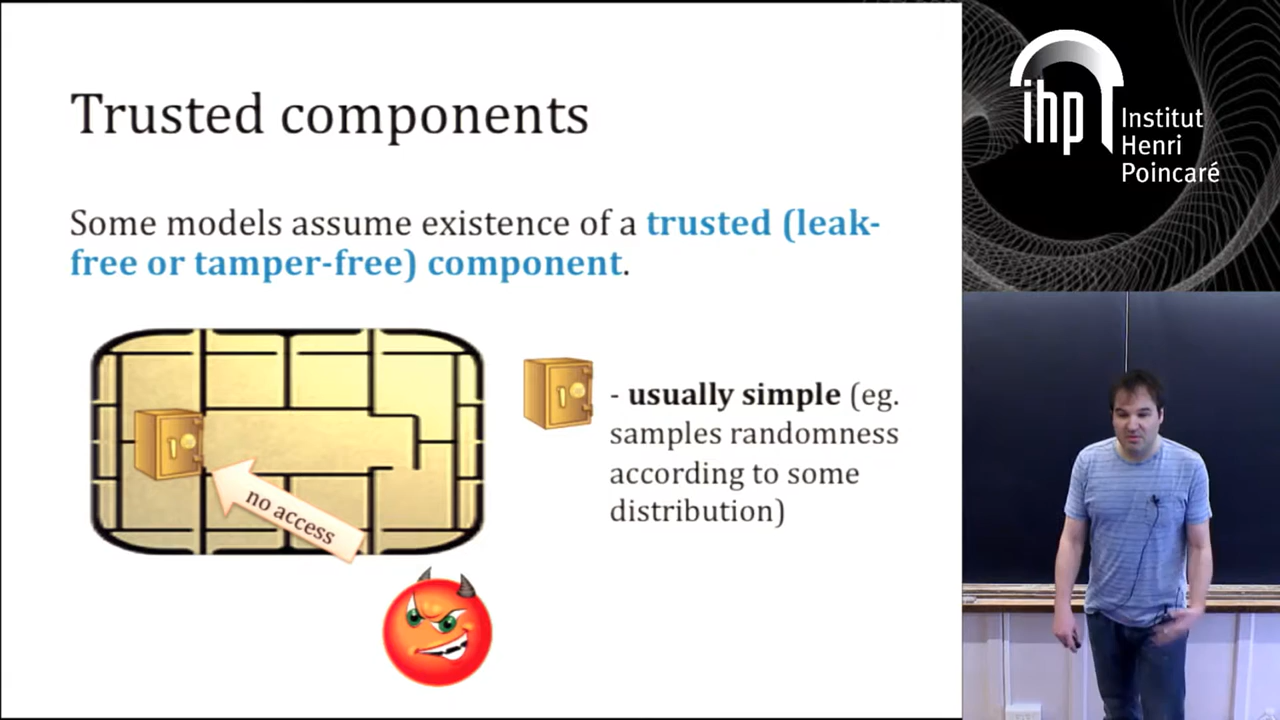 Trusted components
Some models assume existence of a trusted (leak-
free or tamper-free) component.
no access
- usually simple (eg.
samples randomness
according to some
distribution)
ihp
Institut
Henri
Poincaré